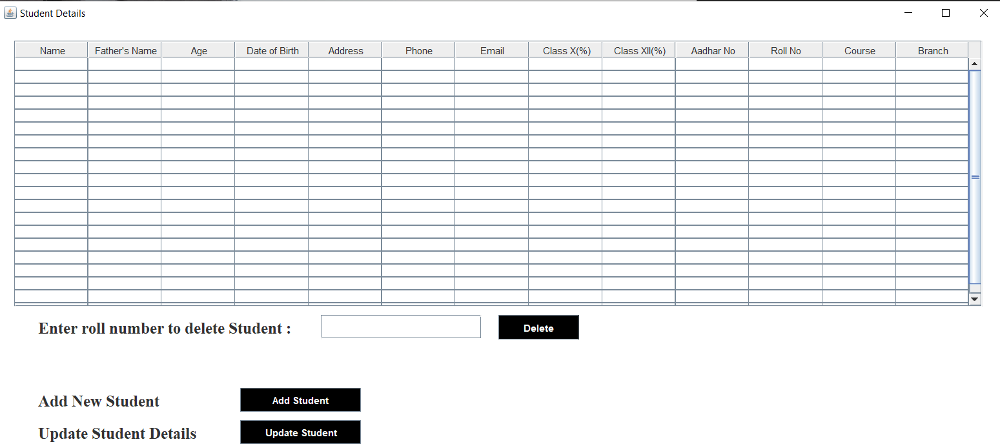 Student Details
Name Father's Name Age Date of Birth Address Phone Email Class X(%) Class XII(%) Aadhar No Roll No Course Branch
Enter roll number to delete Student : Delete
Add New Student Add Student
Update Student Details Update Student